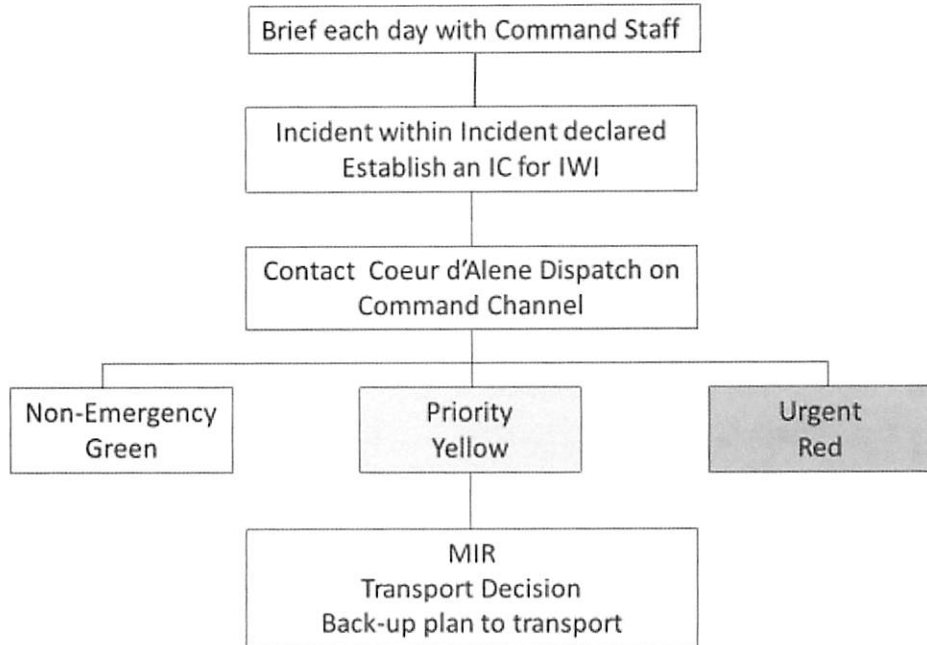 Brief each day with Command Staff
Incident within Incident declared
Establish an IC for IWI
Contact Coeur d'Alene Dispatch on
Command Channel
Non-Emergency
Green
Priority
Yellow
Urgent
Red
MIR
Transport Decision
Back-up plan to transport